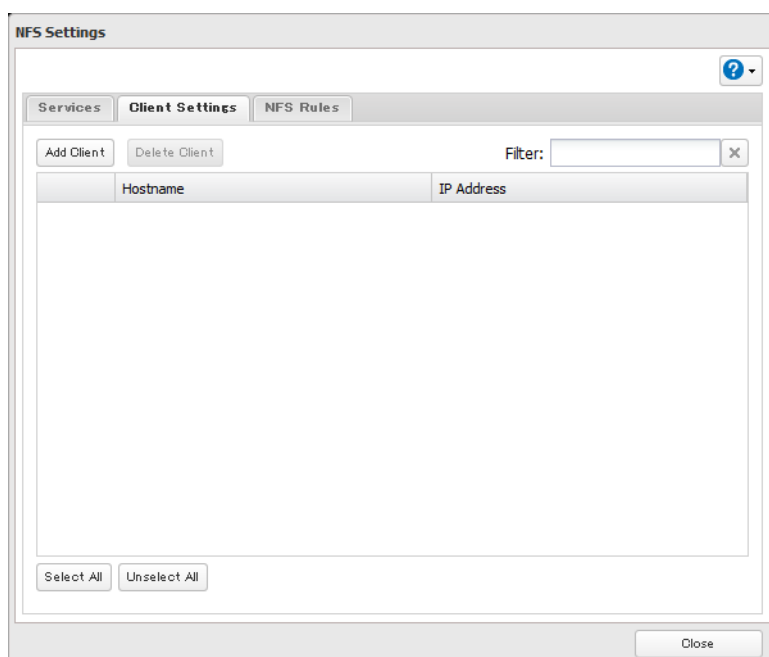 NFS Settings
Services Client Settings NFS Rules
Add Client Delete Client Filter:
Hostname IP Address
Select All Unselect All
Close